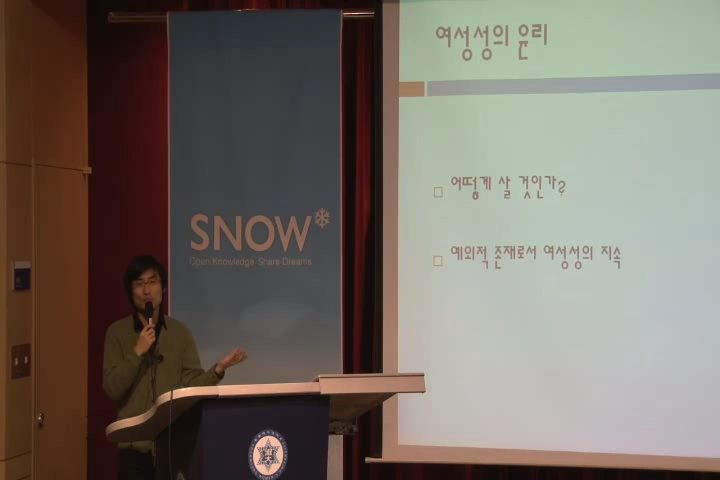 여성성의 윤리
어떻게 살 것인가?
예외적 존재로서 여성성의 지속
SNOW*
Open Knowledge Share Dreams